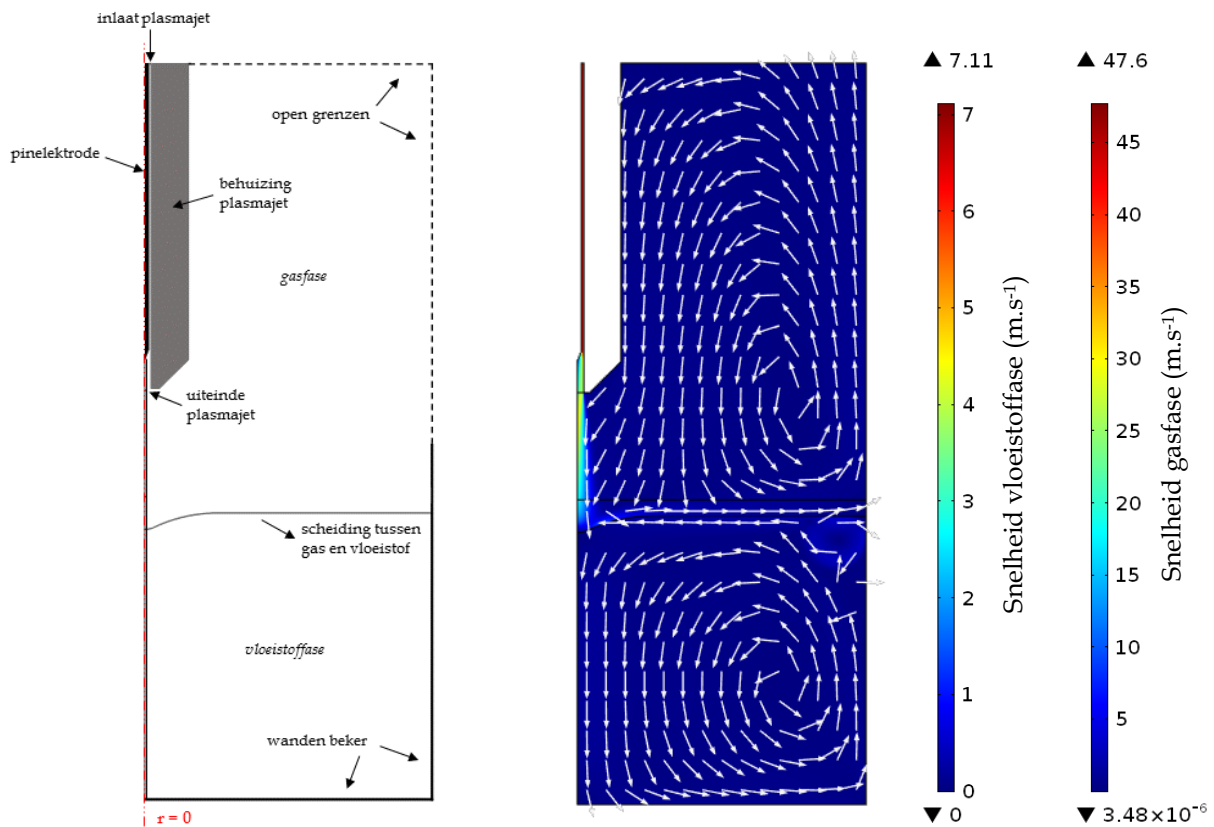 inlaat plasmajet
open grenzen
pinelektrode
behuizing
plasmajet
gasfase
uiteinde
plasmajet
scheiding tussen
gas en vloeistof
vloeistoffase
wanden beker
r = 0
▲ 7.11
7
6
5
4
3
2
1
0
▼ 0
Snelheid vloeistoffase (m.s⁻¹)
▲ 47.6
45
40
35
30
25
20
15
10
5
▼ 3.48×10⁻⁶
Snelheid gasfase (m.s⁻¹)